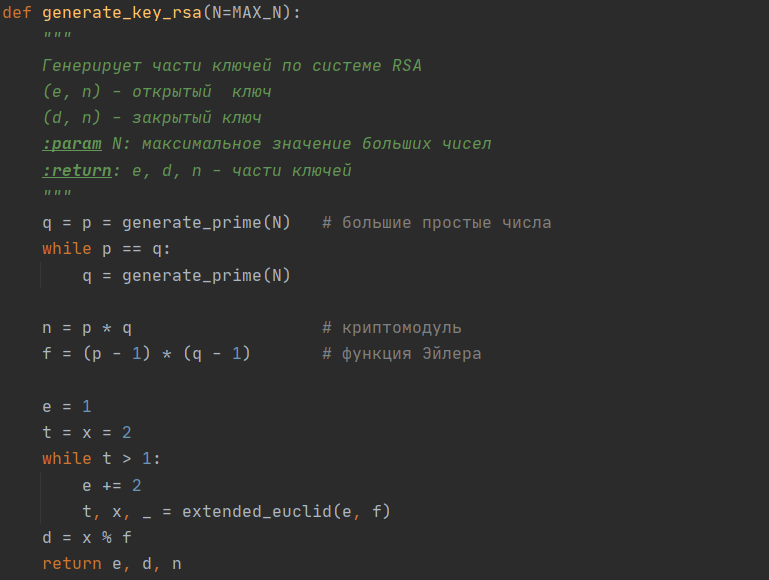 def generate_key_rsa(N=MAX_N):
    """
    Генерирует части ключей по системе RSA
    (e, n) - открытый  ключ
    (d, n) - закрытый ключ
    :param N: максимальное значение больших чисел
    :return: e, d, n - части ключей
    """
    q = p = generate_prime(N)   # большие простые числа
    while p == q:
        q = generate_prime(N)

    n = p * q                   # криптомодуль
    f = (p - 1) * (q - 1)       # функция Эйлера

    e = 1
    t = x = 2
    while t > 1:
        e += 2
        t, x, _ = extended_euclid(e, f)
    d = x % f
    return e, d, n